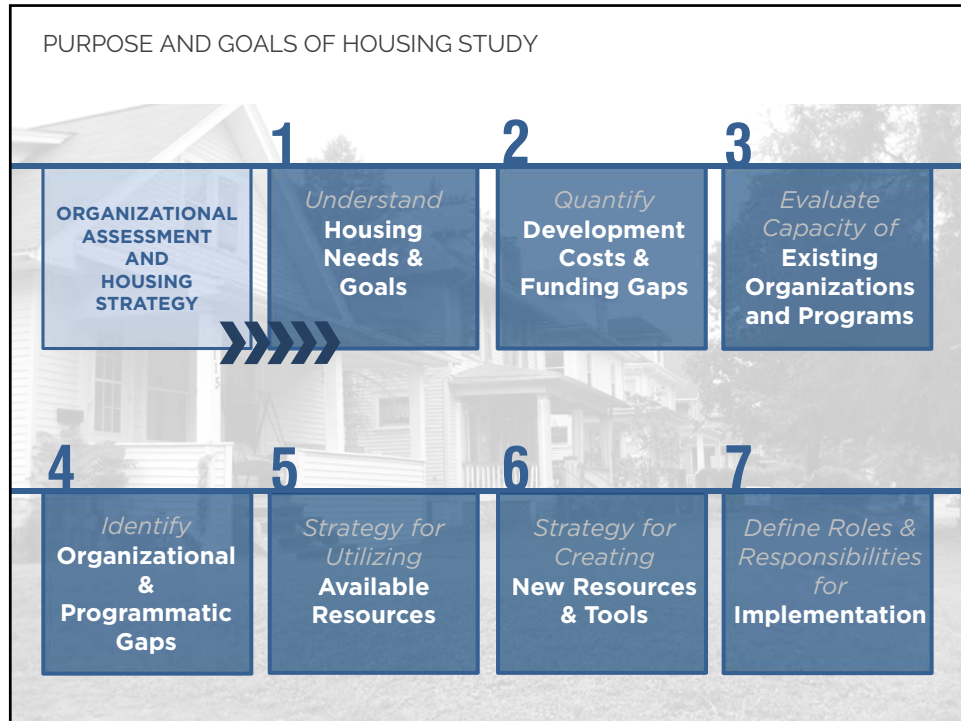 PURPOSE AND GOALS OF HOUSING STUDY
ORGANIZATIONAL
ASSESSMENT
AND
HOUSING
STRATEGY
1
Understand
Housing
Needs &
Goals
2
Quantify
Development
Costs &
Funding Gaps
3
Evaluate
Capacity of
Existing
Organizations
and Programs
4
Identify
Organizational
&
Programmatic
Gaps
5
Strategy for
Utilizing
Available
Resources
6
Strategy for
Creating
New Resources
& Tools
7
Define Roles &
Responsibilities
for
Implementation